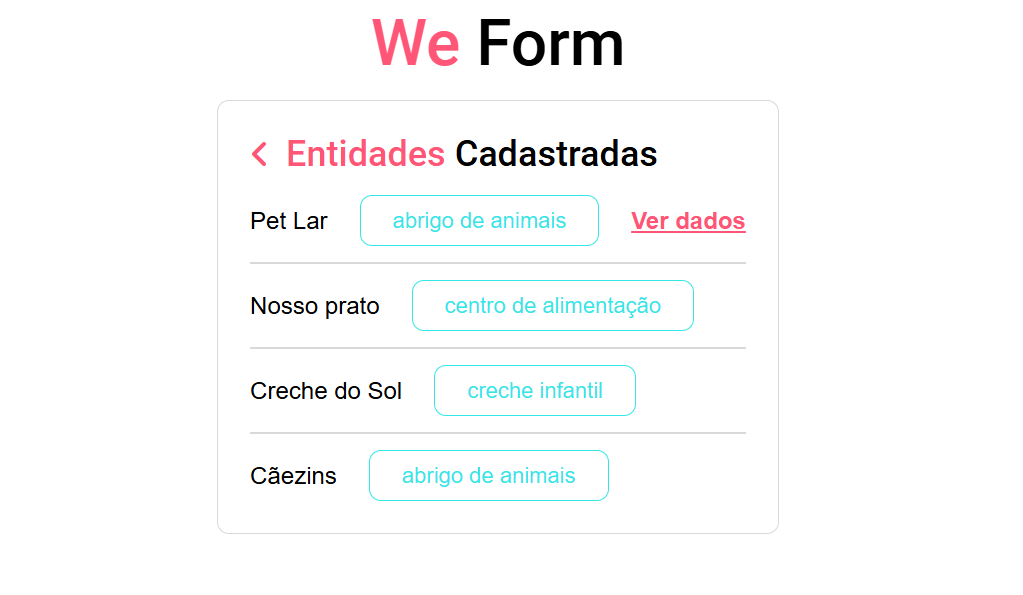 We Form
Entidades Cadastradas
Pet Lar abrigo de animais Ver dados
Nosso prato centro de alimentação
Creche do Sol creche infantil
Cãezins abrigo de animais